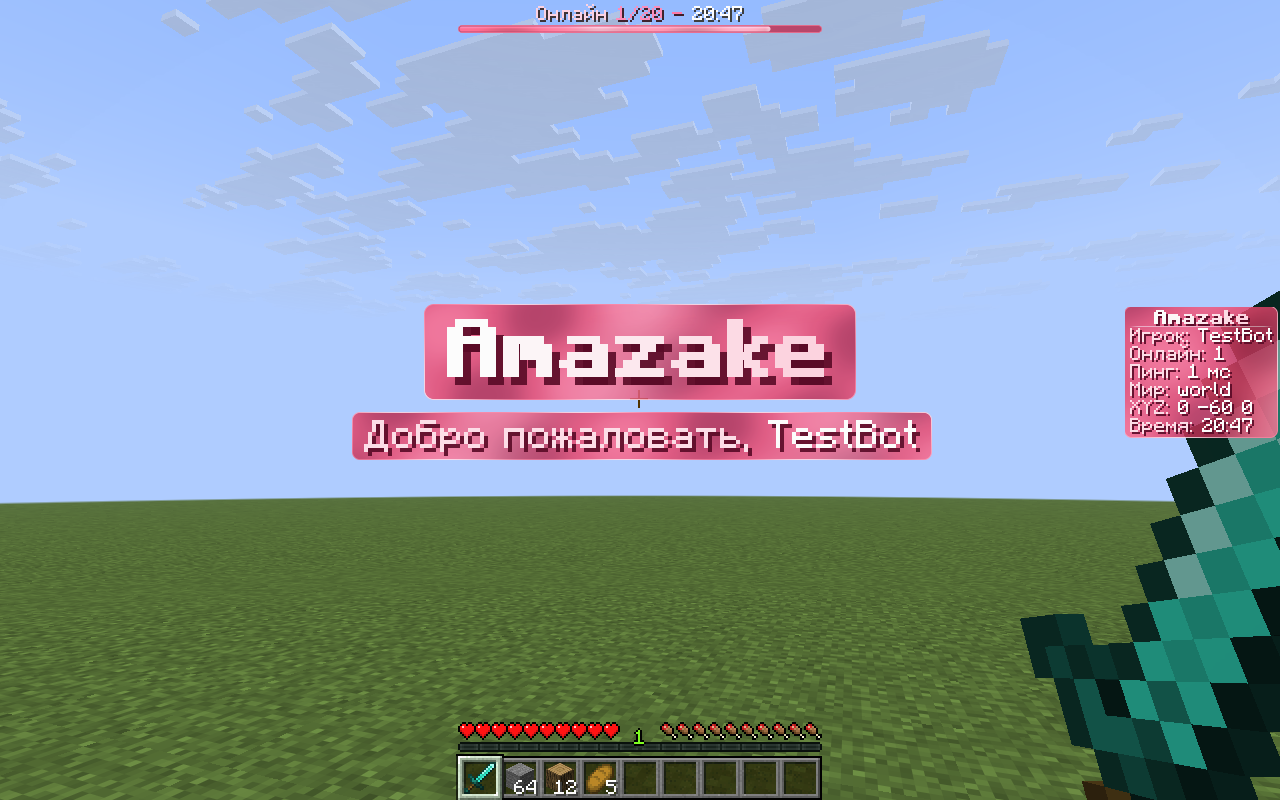 Онлайн 1/20 - 20:47
Amazake
Добро пожаловать, TestBot
Amazake
Игрок: TestBot
Онлайн: 1
Пинг: 1 мс
Мир: world
XYZ: 0 -60 0
Время: 20:47
1
64 12 5